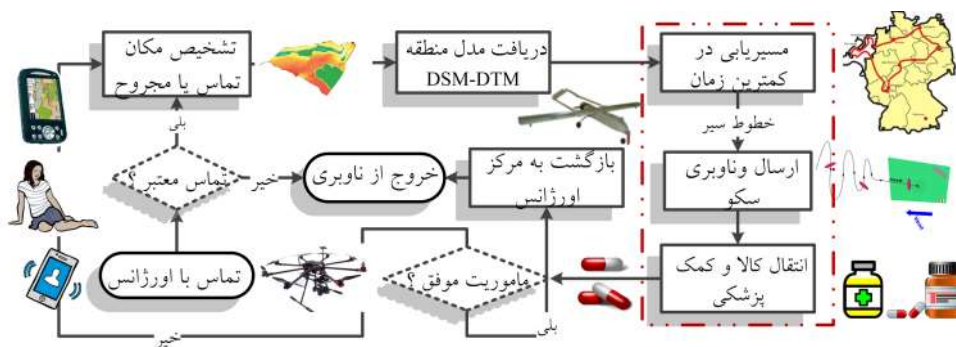 تشخیص مکان
تماس یا مجروح
دریافت مدل منطقه
DSM-DTM
مسیریابی در
کمترین زمان
خطوط سیر
ارسال وناوبری
سکو
انتقال کالا و کمک
پزشکی
بلی
تماس معتبر ؟
خیر
خروج از ناوبری
بازگشت به مرکز
اورژانس
تماس با اورژانس
ماموریت موفق ؟
بلی
خیر